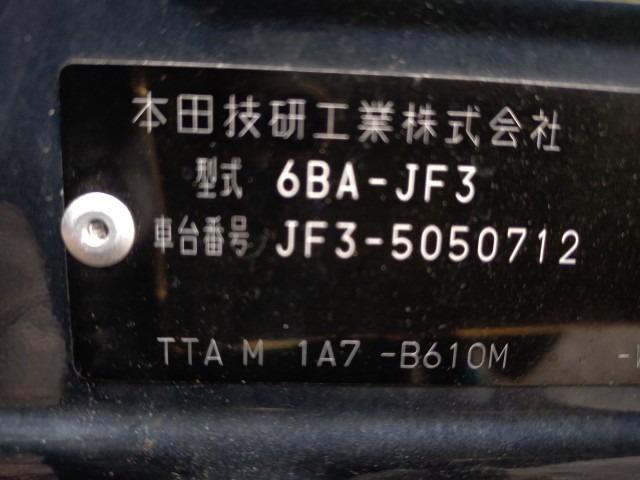 本田技研工業株式会社
型式 6BA-JF3
車台番号 JF3-5050712
TTA M 1A7 -B610M